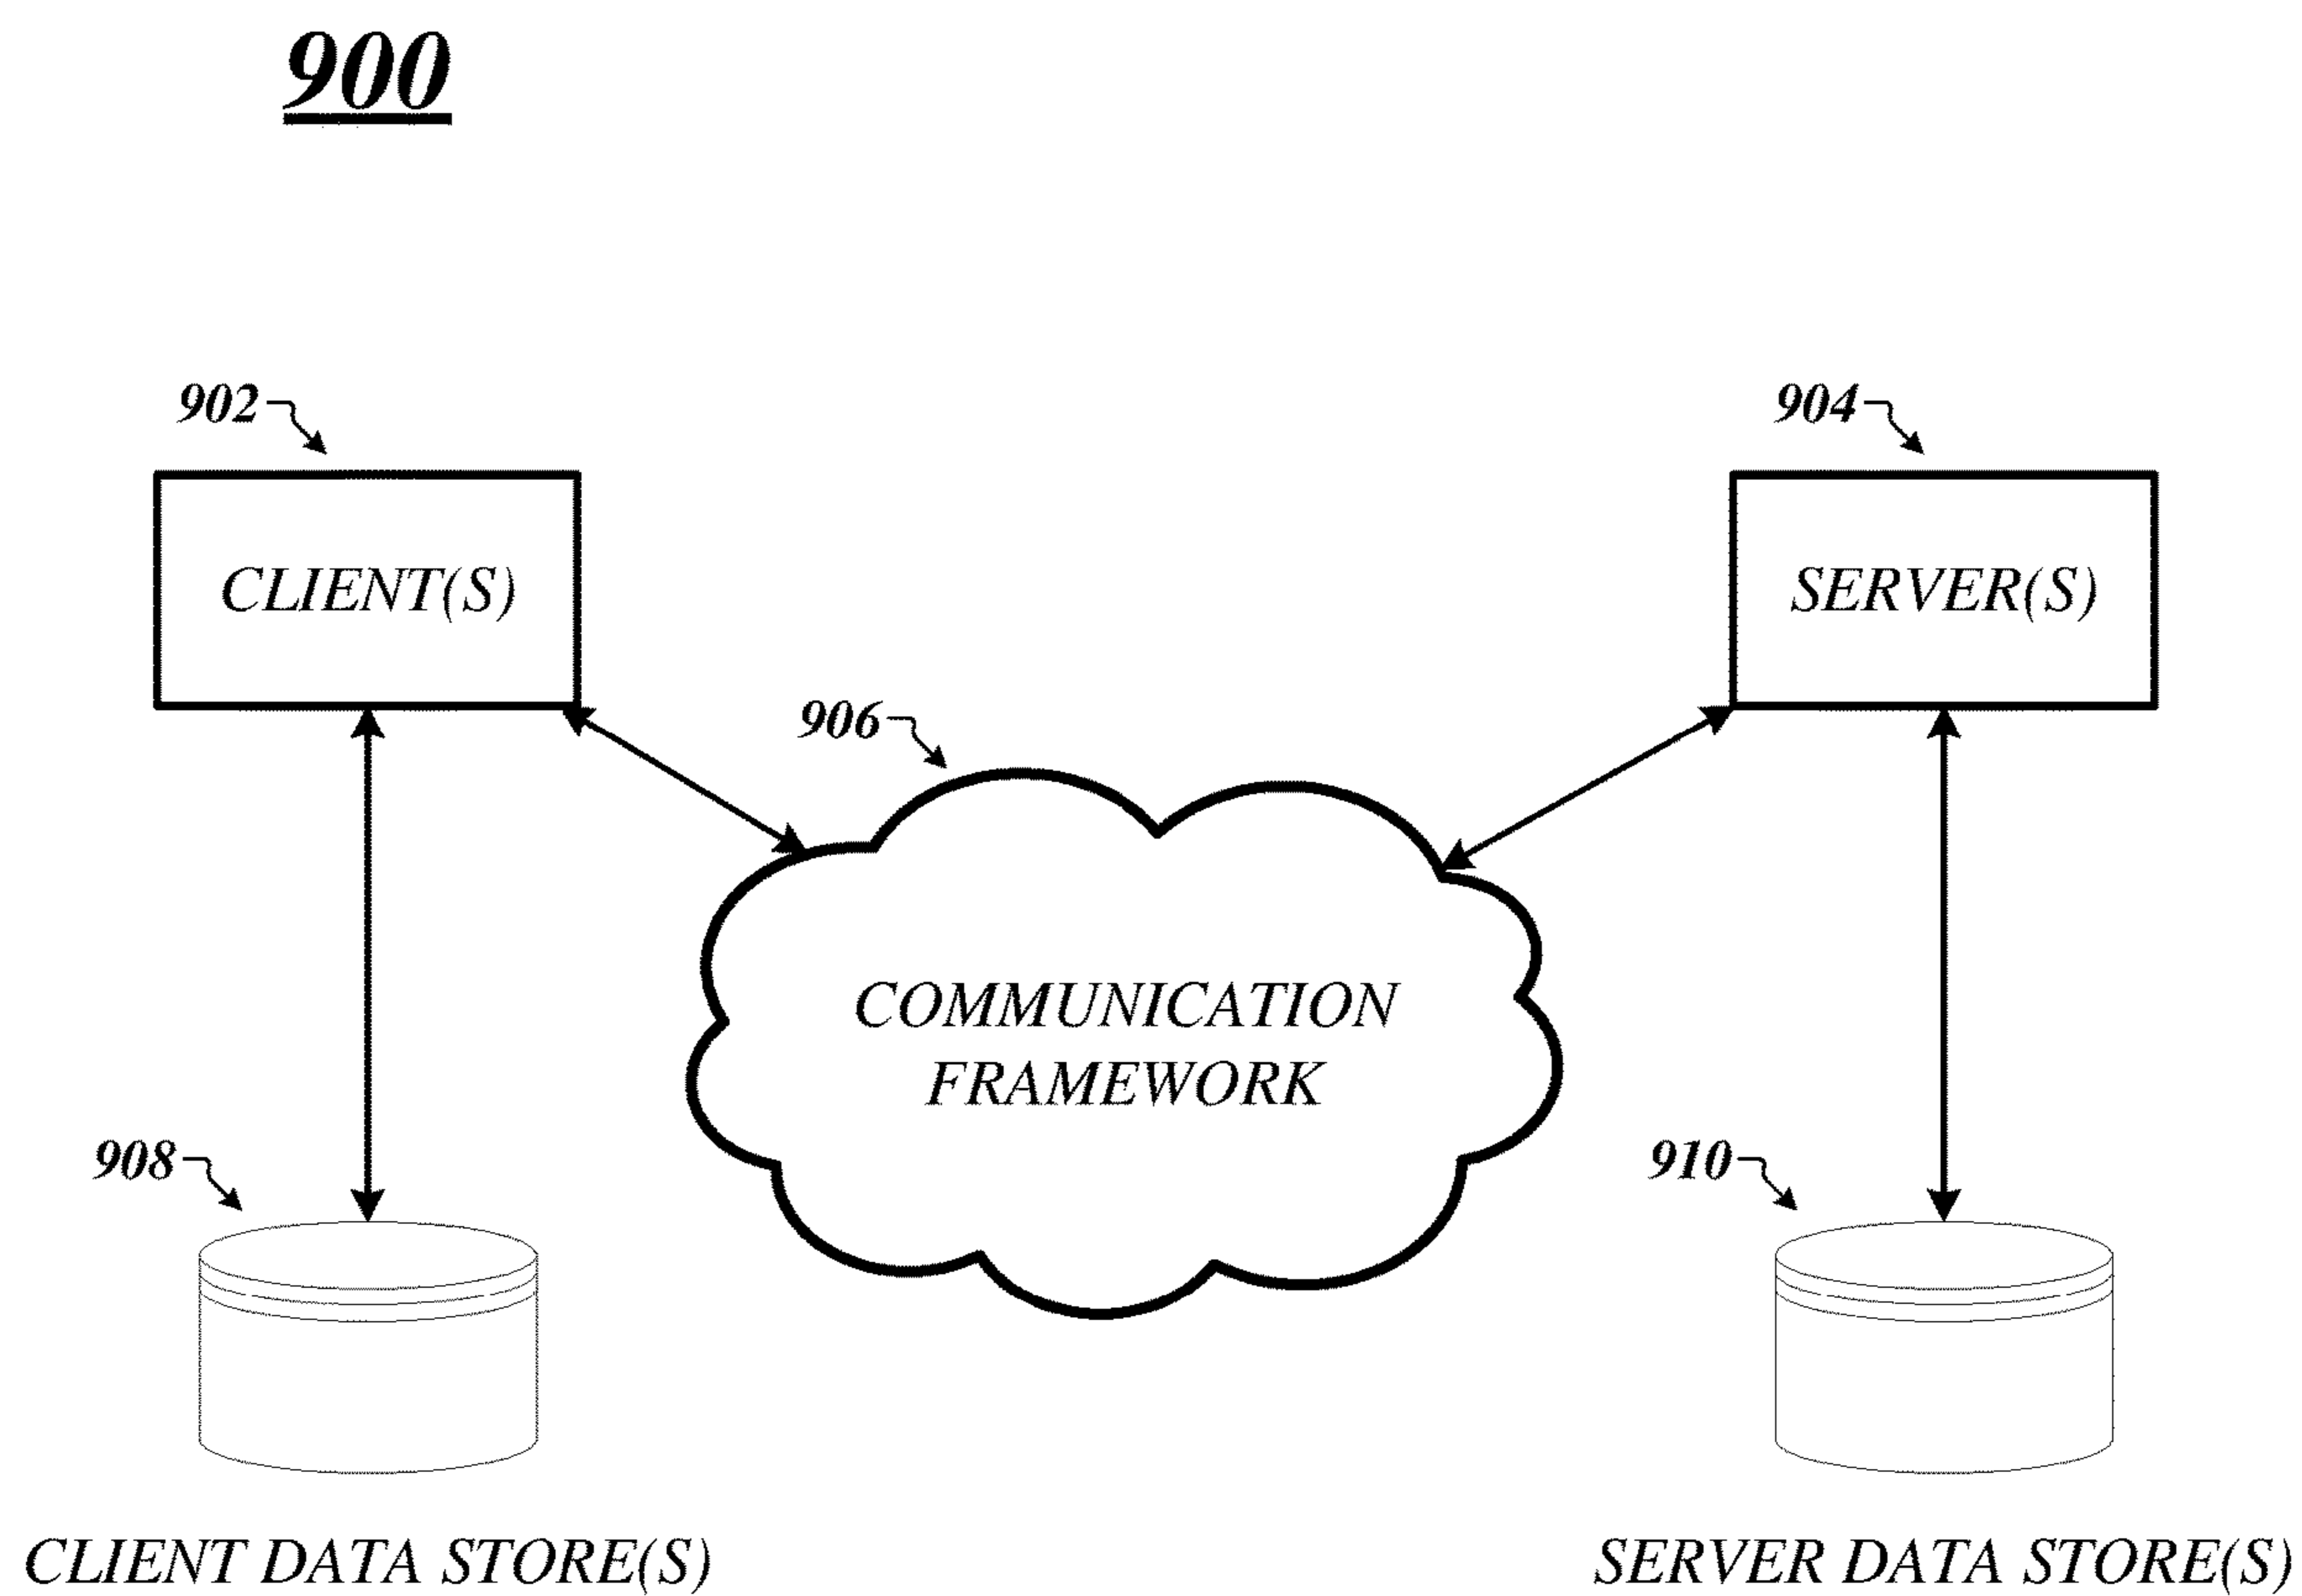 900
902
904
CLIENT(S)
SERVER(S)
906
COMMUNICATION
FRAMEWORK
908
910
CLIENT DATA STORE(S)
SERVER DATA STORE(S)